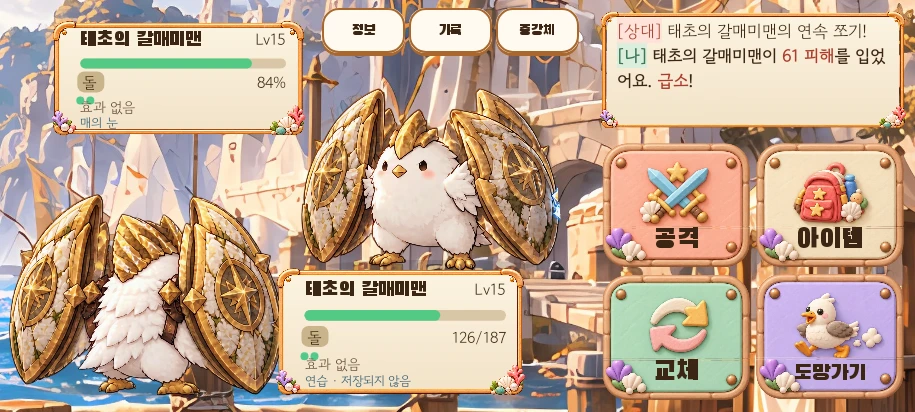 태초의 갈매미맨 Lv15
돌 84%
효과 없음
매의 눈
정보
기록
중강체
[상대] 태초의 갈매미맨의 연속 쪼기!
[나] 태초의 갈매미맨이 61 피해를 입었
어요. 급소!
공격
아이템
태초의 갈매미맨 Lv15
돌 126/187
효과 없음
연습 · 저장되지 않음
교체
도망가기